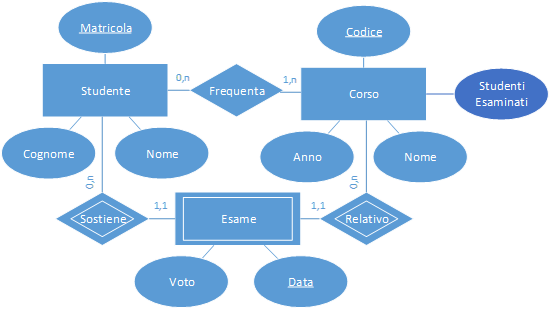 Matricola
Codice
0,n
1,n
Studente
Frequenta
Corso
Studenti
Esaminati
Cognome
Nome
Anno
Nome
0,n
0,n
Sostiene
1,1
Esame
1,1
Relativo
Voto
Data